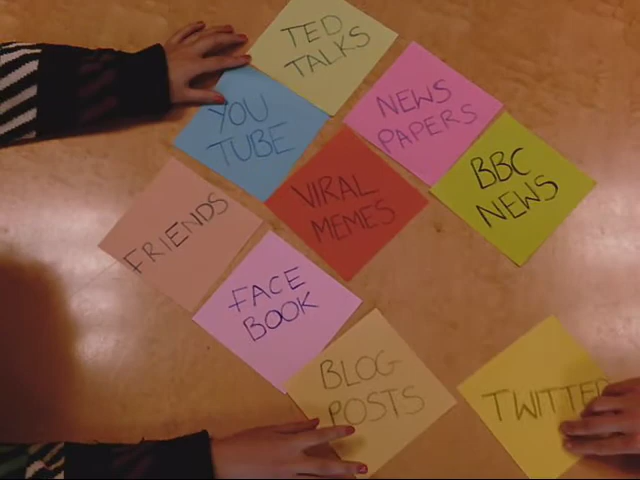 TED
TALKS
NEWS
PAPERS
YOU
TUBE
BBC
NEWS
VIRAL
MEMES
FRIENDS
FACE
BOOK
BLOG
POSTS
TWITTER